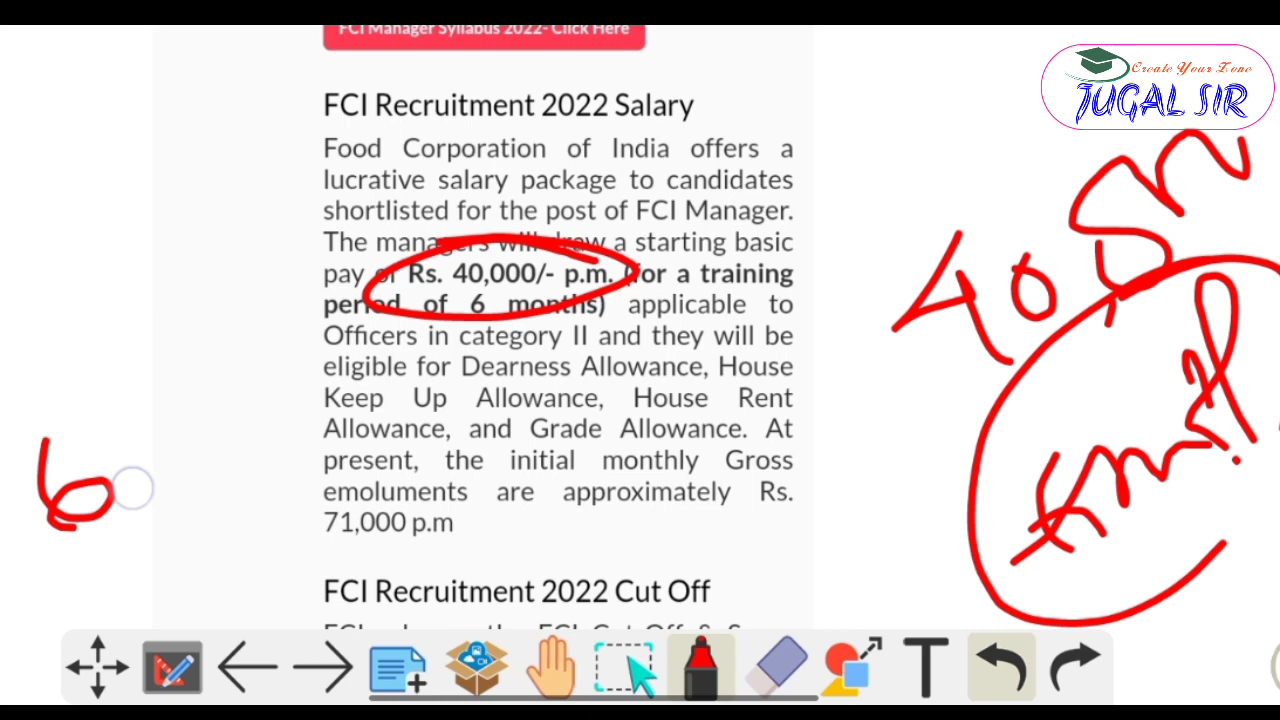 FCI Manager Syllabus 2022- Click Here
Create Your Zone
JUGAL SIR
FCI Recruitment 2022 Salary
Food Corporation of India offers a
lucrative salary package to candidates
shortlisted for the post of FCI Manager.
The managers will draw a starting basic
pay of Rs. 40,000/- p.m. (for a training
period of 6 months) applicable to
Officers in category II and they will be
eligible for Dearness Allowance, House
Keep Up Allowance, House Rent
Allowance, and Grade Allowance. At
present, the initial monthly Gross
emoluments are approximately Rs.
71,000 p.m
6
FCI Recruitment 2022 Cut Off